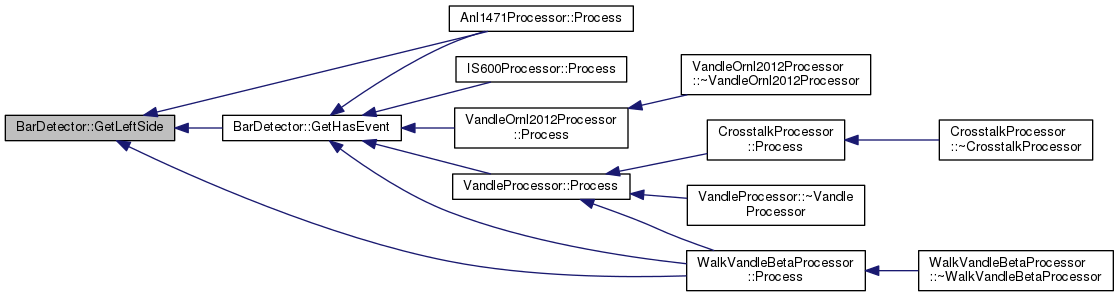 Anl1471Processor::Process
IS600Processor::Process
VandleOrnl2012Processor
::~VandleOrnl2012Processor
BarDetector::GetLeftSide
BarDetector::GetHasEvent
VandleOrnl2012Processor
::Process
CrosstalkProcessor
::Process
CrosstalkProcessor
::~CrosstalkProcessor
VandleProcessor::Process
VandleProcessor::~Vandle
Processor
WalkVandleBetaProcessor
::Process
WalkVandleBetaProcessor
::~WalkVandleBetaProcessor